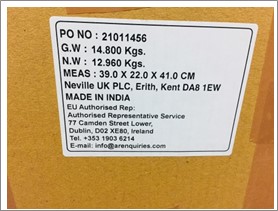 PO NO : 21011456
G.W : 14.800 Kgs.
N.W : 12.960 Kgs.
MEAS : 39.0 X 22.0 X 41.0 CM
Neville UK PLC, Erith, Kent DA8 1EW
MADE IN INDIA
EU Authorised Rep:
Authorised Representative Service
77 Camden Street Lower,
Dublin, D02 XE80, Ireland
Tel. +353 1903 6214
E-mail: info@arenquiries.com